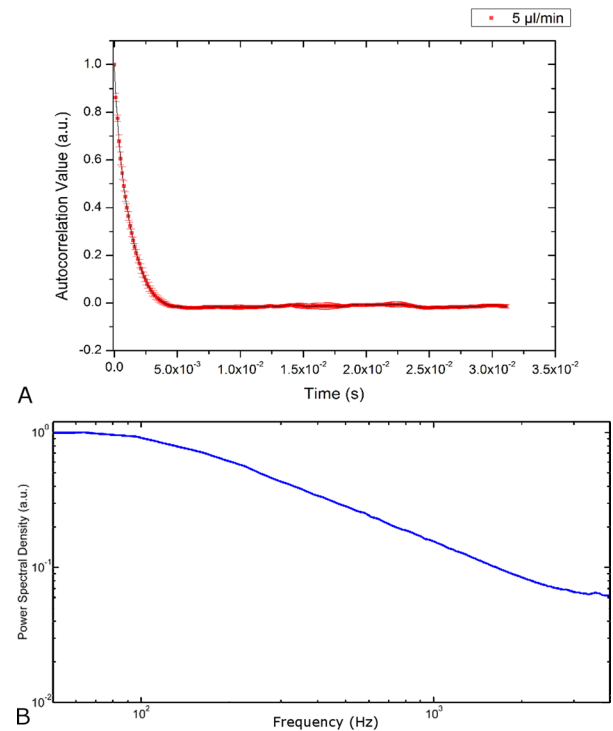 5 µl/min
1.0
0.8
0.6
0.4
0.2
0.0
-0.2
Autocorrelation Value (a.u.)
0.0 5.0x10⁻³ 1.0x10⁻² 1.5x10⁻² 2.0x10⁻² 2.5x10⁻² 3.0x10⁻² 3.5x10⁻²
Time (s)
A
10⁰
10⁻¹
10⁻²
Power Spectral Density (a.u.)
10² 10³
Frequency (Hz)
B